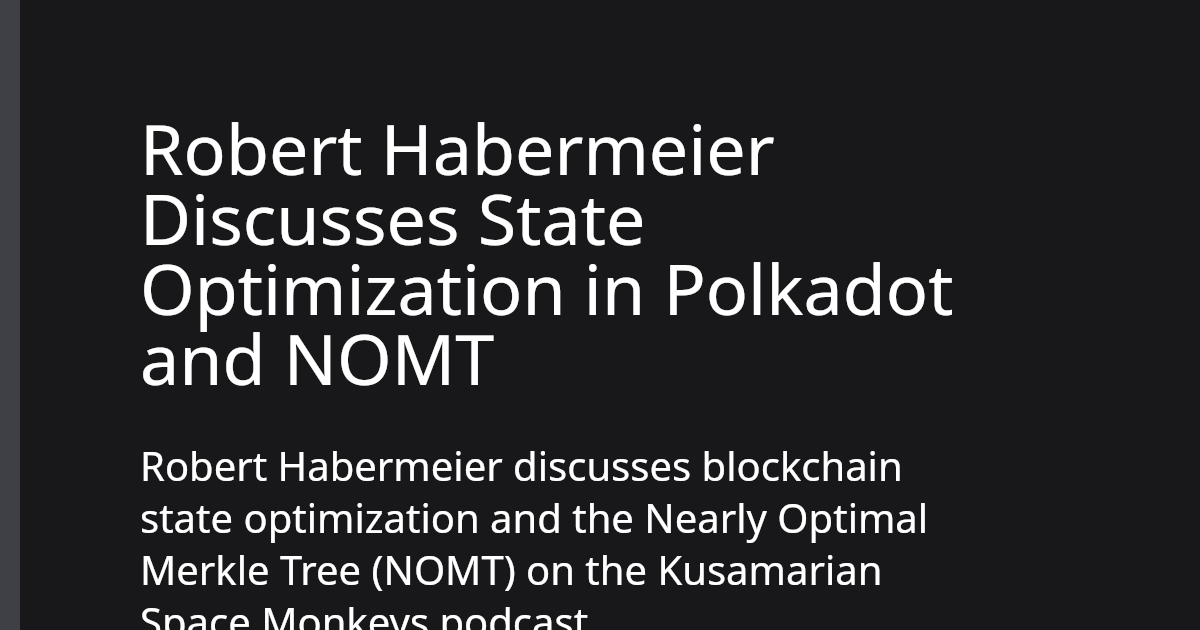 Robert Habermeier
Discusses State
Optimization in Polkadot
and NOMT
Robert Habermeier discusses blockchain
state optimization and the Nearly Optimal
Merkle Tree (NOMT) on the Kusamarian
Space Monkeys podcast